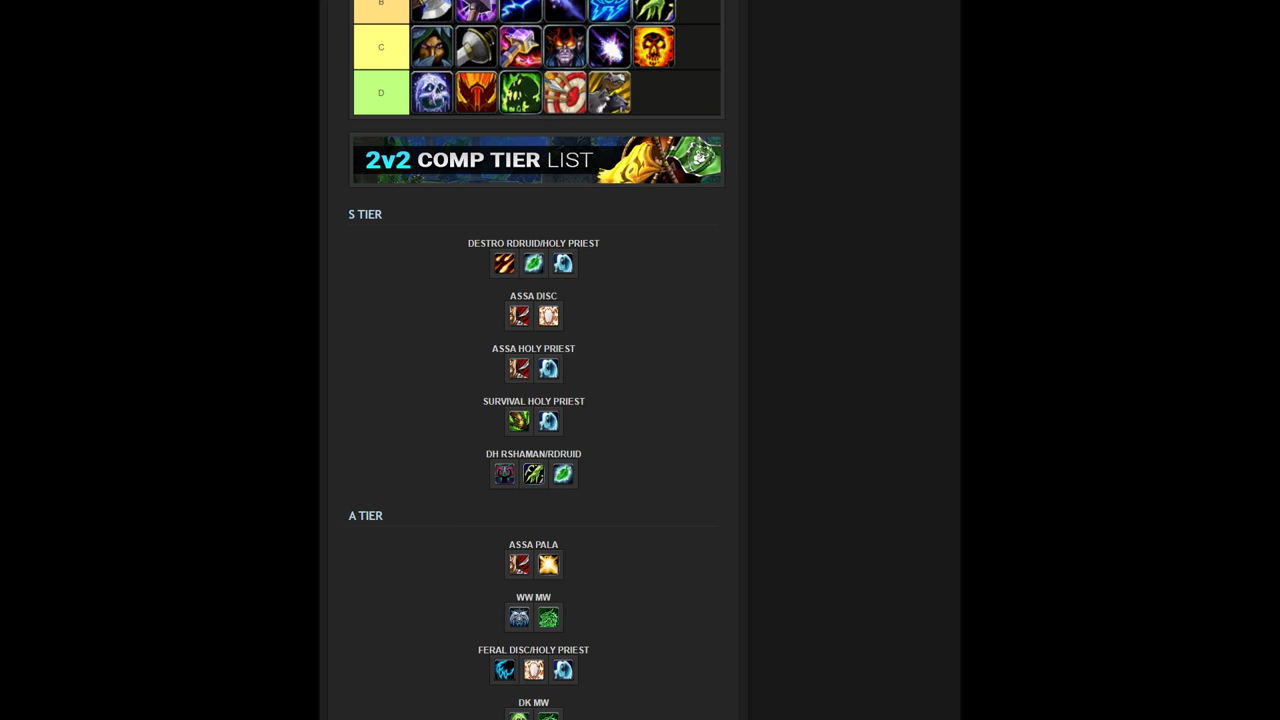 B
C
D
2v2 COMP TIER LIST
S TIER
DESTRO RDRUID/HOLY PRIEST
ASSA DISC
ASSA HOLY PRIEST
SURVIVAL HOLY PRIEST
DH RSHAMAN/RDRUID
A TIER
ASSA PALA
WW MW
FERAL DISC/HOLY PRIEST
DK MW